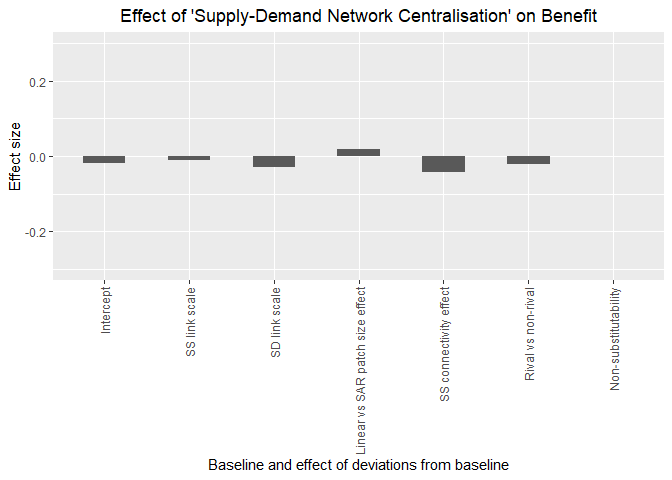 Effect of 'Supply-Demand Network Centralisation' on Benefit
Effect size
0.2
0.0
-0.2
Intercept
SS link scale
SD link scale
Linear vs SAR patch size effect
SS connectivity effect
Rival vs non-rival
Non-substitutability
Baseline and effect of deviations from baseline